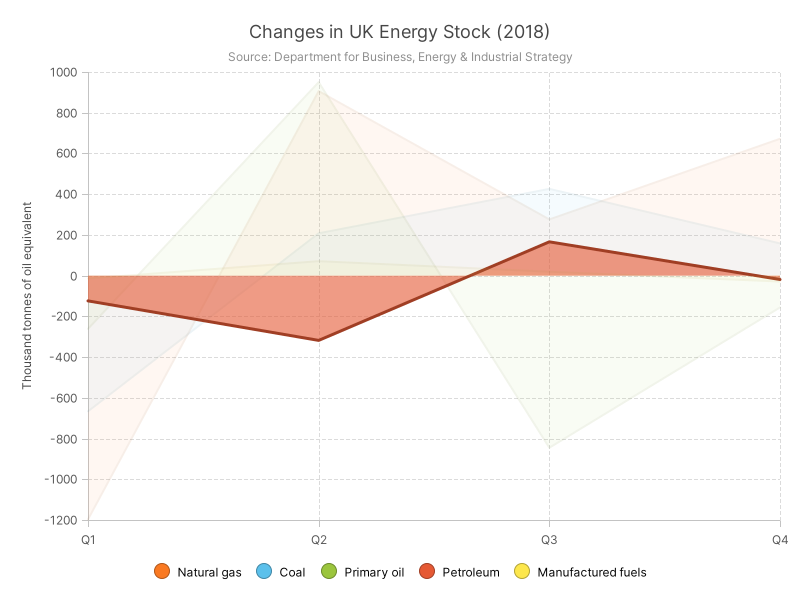 Changes in UK Energy Stock (2018)
Source: Department for Business, Energy & Industrial Strategy
Thousand tonnes of oil equivalent
1000
800
600
400
200
0
-200
-400
-600
-800
-1000
-1200
Q1 Q2 Q3 Q4
Natural gas Coal Primary oil Petroleum Manufactured fuels